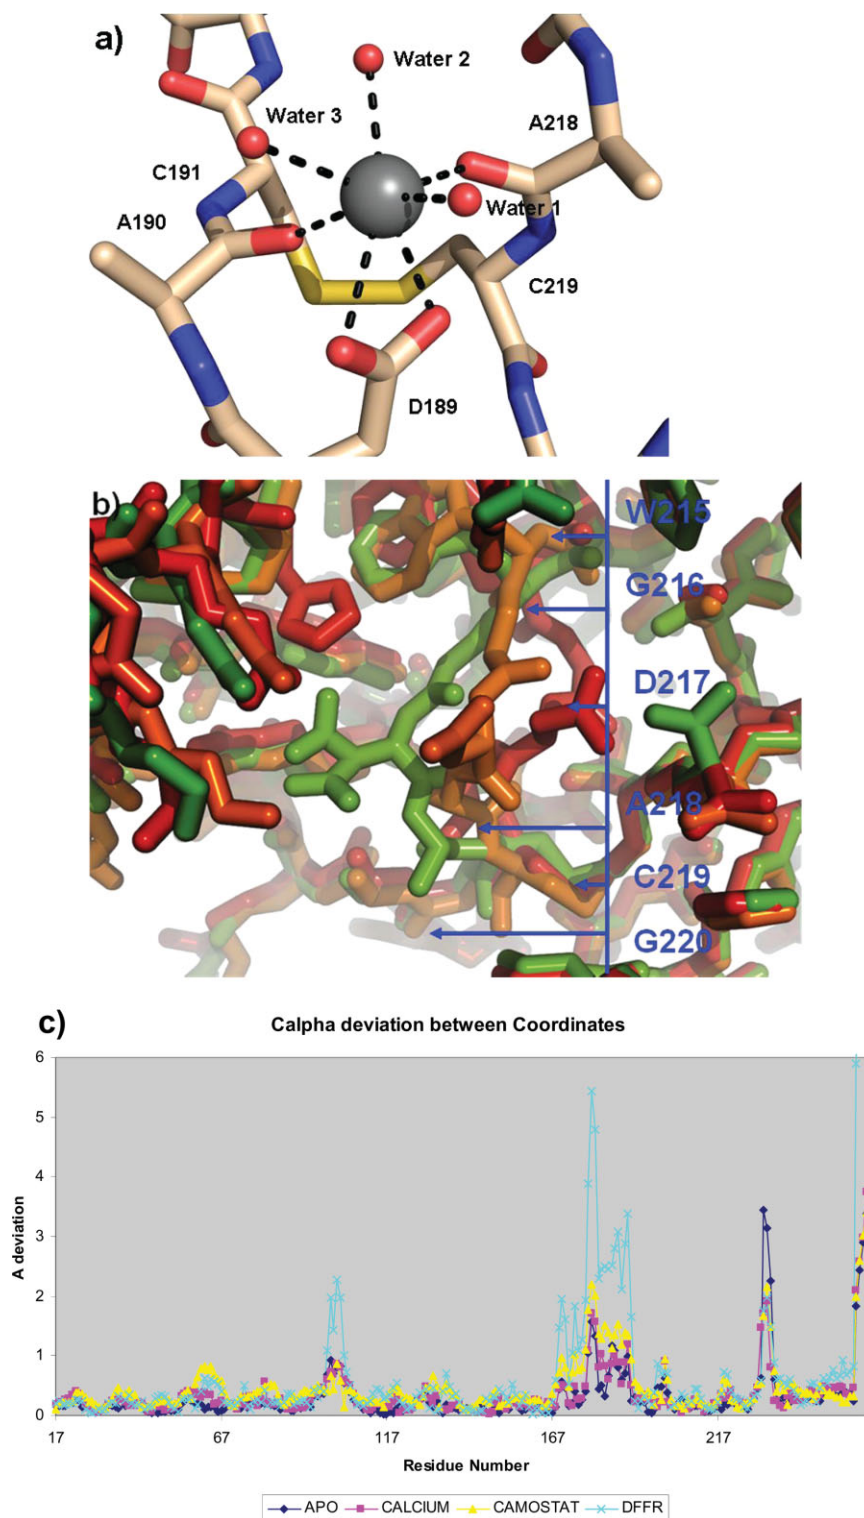 a)
Water 2
Water 3
A218
C191
Water 1
A190
C219
D189
b)
W215
G216
D217
A218
C219
G220
c)
Calpha deviation between Coordinates
6
5
4
3
2
1
0
A deviation
17 67 117 167 217
Residue Number
APO CALCIUM CAMOSTAT DFFR